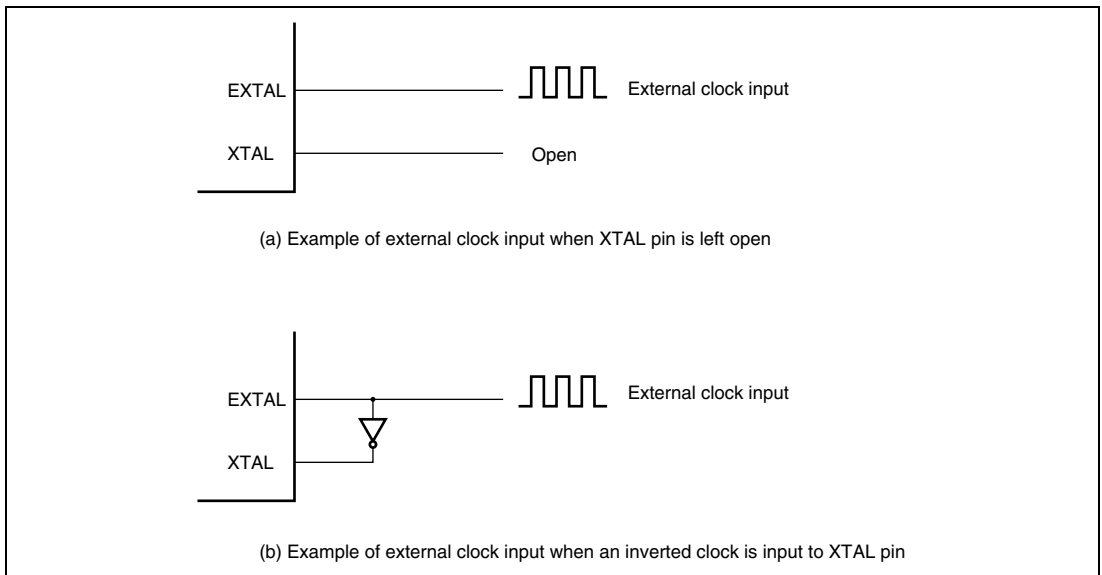 EXTAL
External clock input
XTAL
Open
(a) Example of external clock input when XTAL pin is left open
EXTAL
External clock input
XTAL
(b) Example of external clock input when an inverted clock is input to XTAL pin